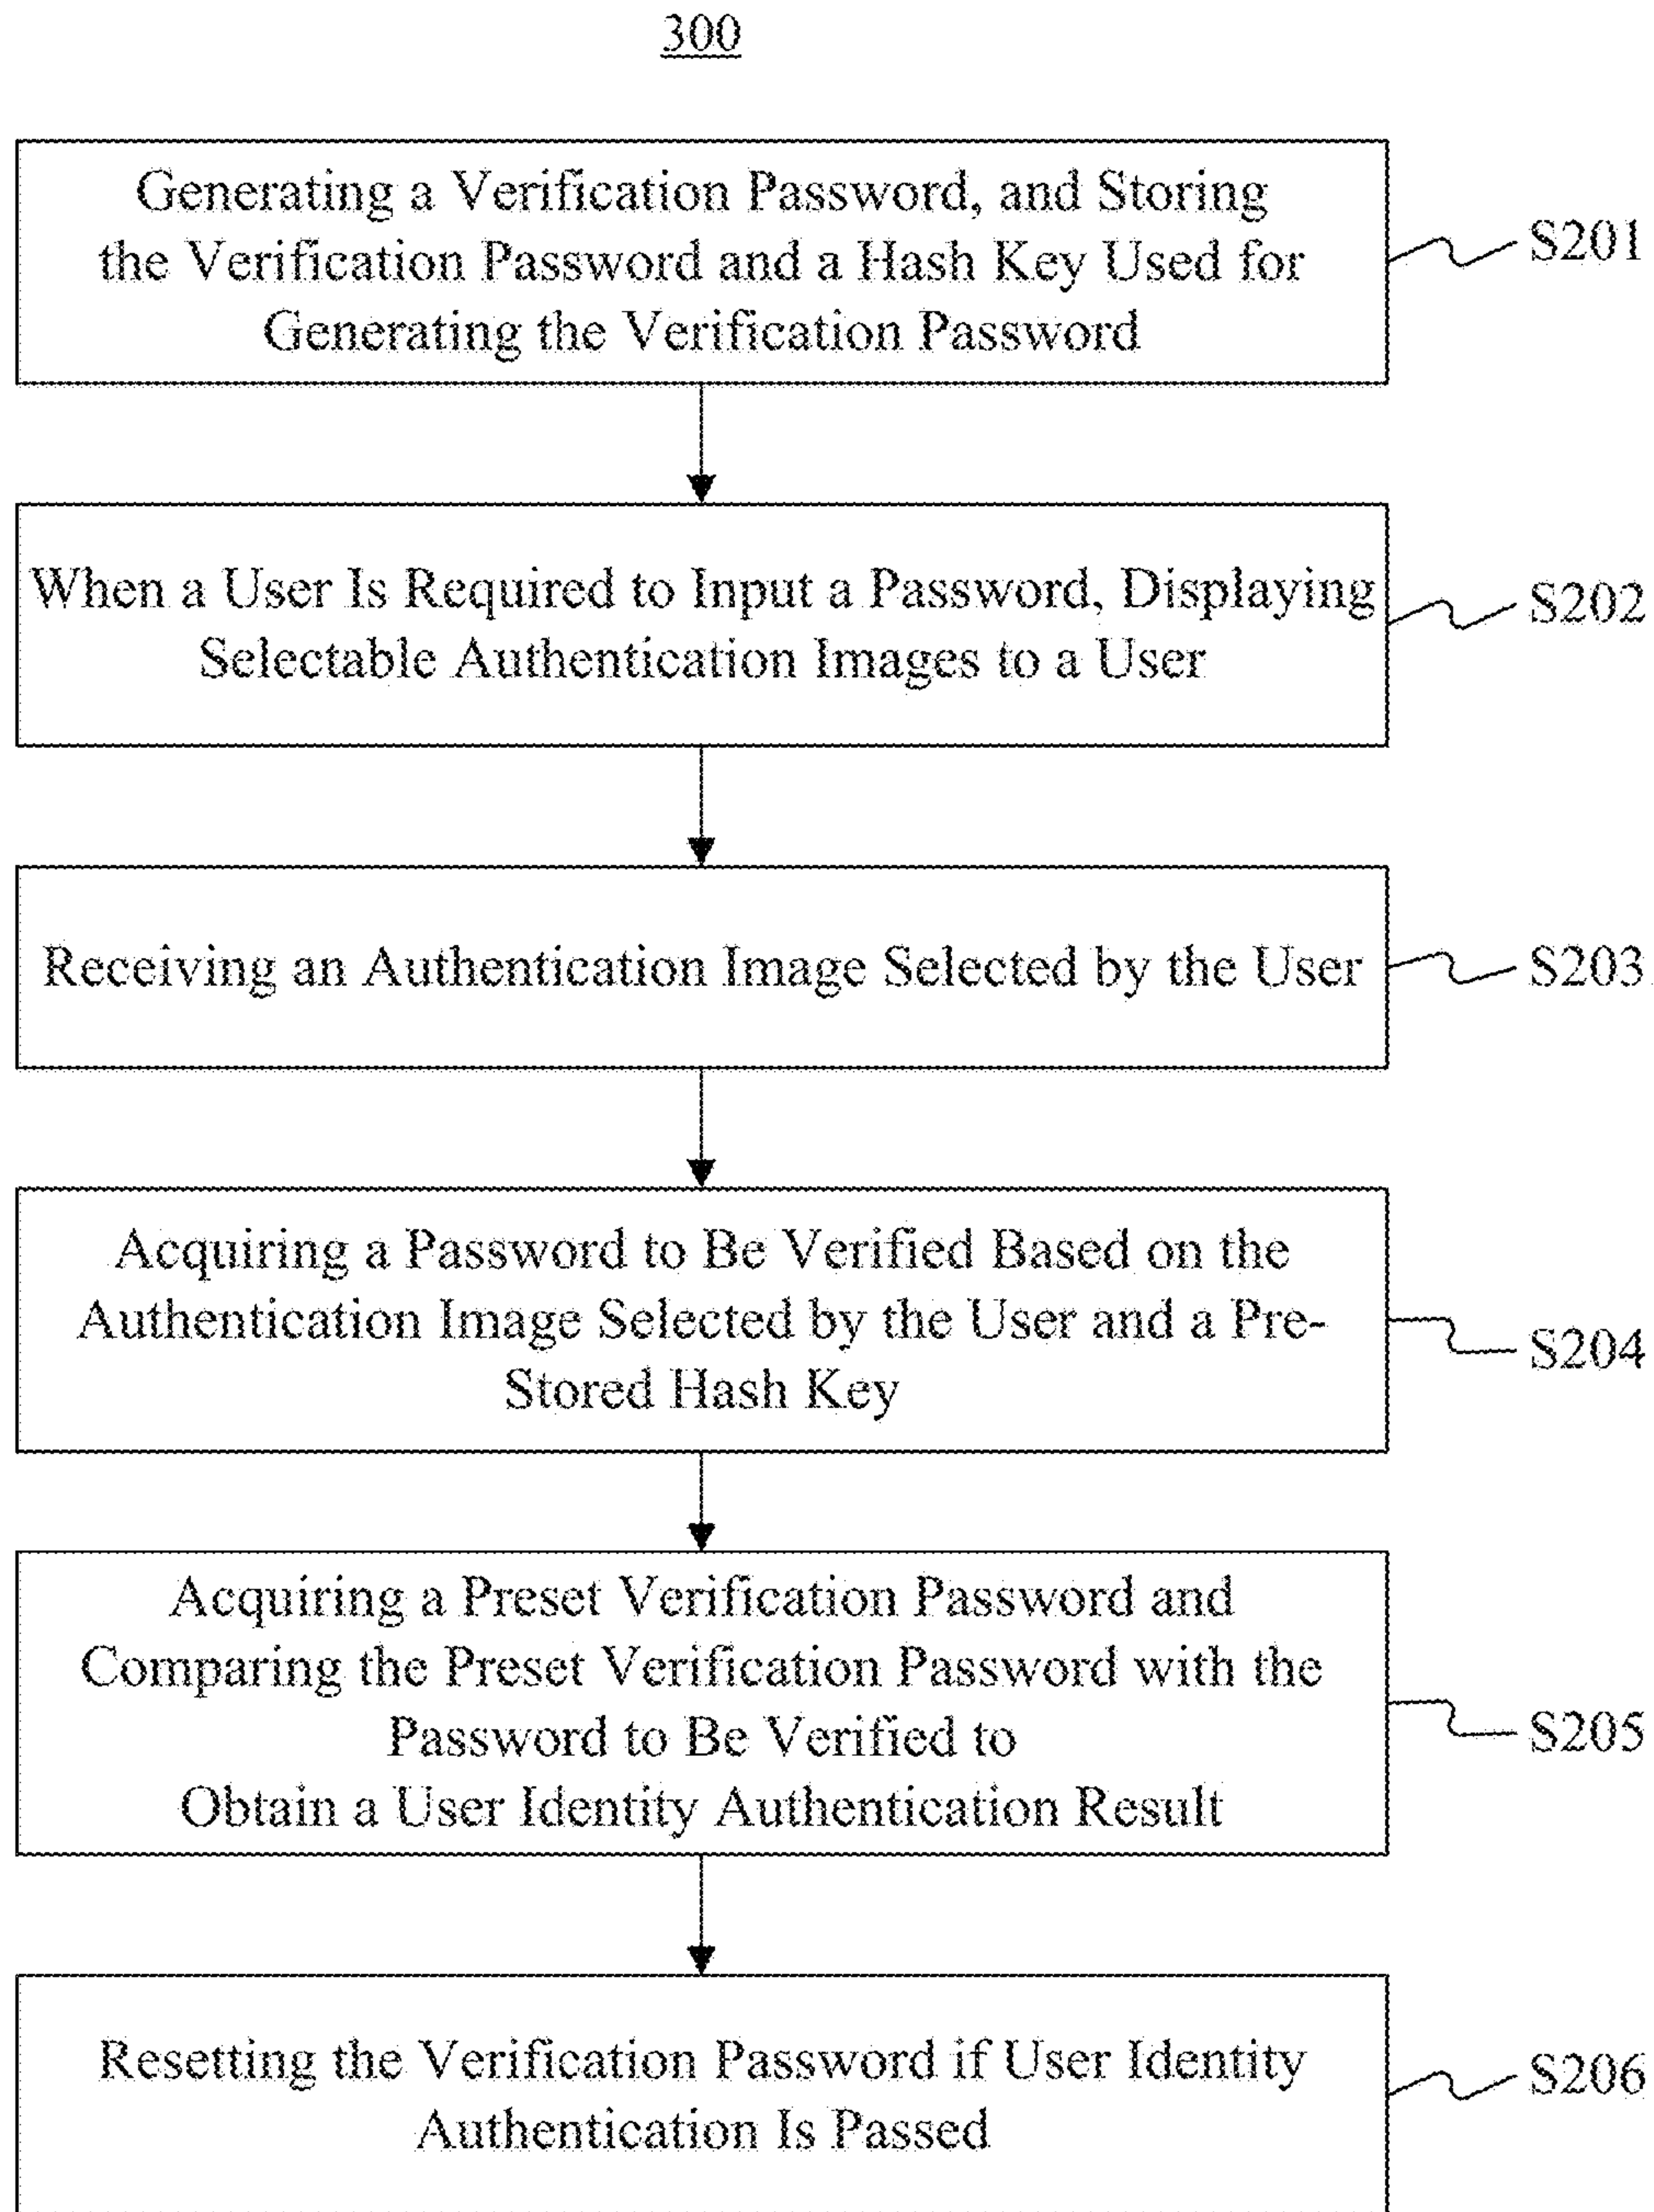 300
Generating a Verification Password, and Storing
the Verification Password and a Hash Key Used for
Generating the Verification Password
S201
When a User Is Required to Input a Password, Displaying
Selectable Authentication Images to a User
S202
Receiving an Authentication Image Selected by the User
S203
Acquiring a Password to Be Verified Based on the
Authentication Image Selected by the User and a Pre-
Stored Hash Key
S204
Acquiring a Preset Verification Password and
Comparing the Preset Verification Password with the
Password to Be Verified to
Obtain a User Identity Authentication Result
S205
Resetting the Verification Password if User Identity
Authentication Is Passed
S206